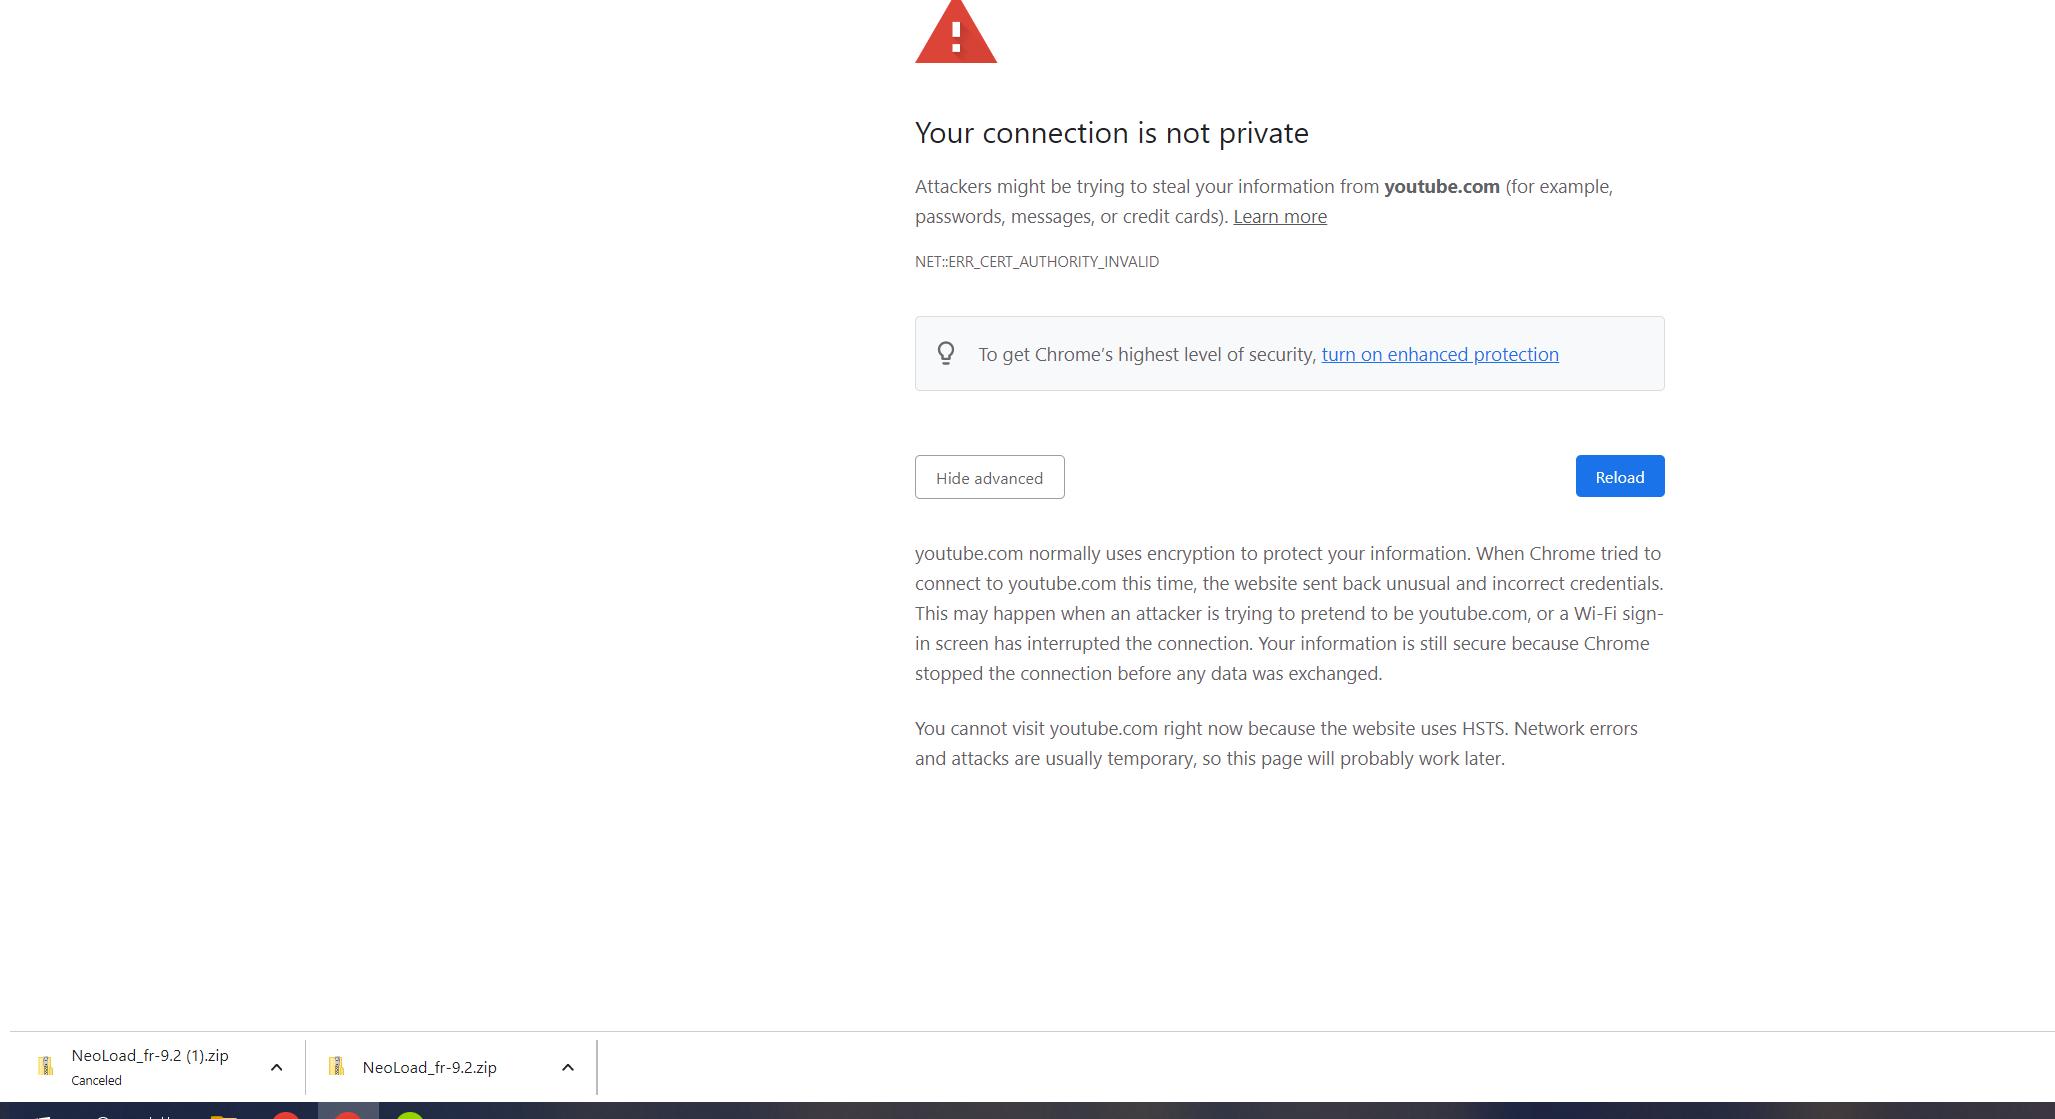 Your connection is not private
Attackers might be trying to steal your information from youtube.com (for example,
passwords, messages, or credit cards). Learn more
NET::ERR_CERT_AUTHORITY_INVALID
To get Chrome's highest level of security, turn on enhanced protection
Hide advanced
Reload
youtube.com normally uses encryption to protect your information. When Chrome tried to
connect to youtube.com this time, the website sent back unusual and incorrect credentials.
This may happen when an attacker is trying to pretend to be youtube.com, or a Wi-Fi sign-
in screen has interrupted the connection. Your information is still secure because Chrome
stopped the connection before any data was exchanged.
You cannot visit youtube.com right now because the website uses HSTS. Network errors
and attacks are usually temporary, so this page will probably work later.
NeoLoad_fr-9.2 (1).zip
Canceled
NeoLoad_fr-9.2.zip